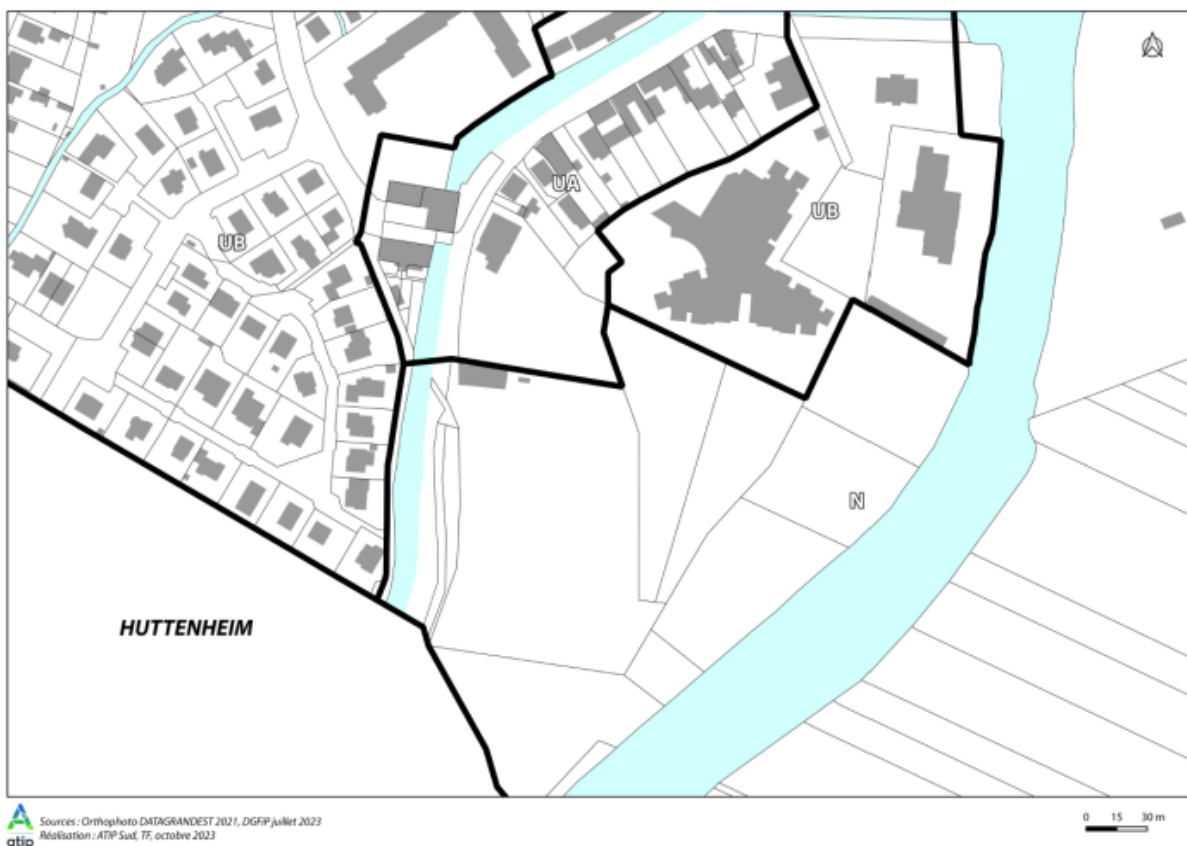 UA
UB
UB
N
HUTTENHEIM
Sources : Orthophoto DATAGRANDEST 2021, DGFiP juillet 2023
Réalisation : ATIP Sud, TF, octobre 2023
atip
0 15 30 m